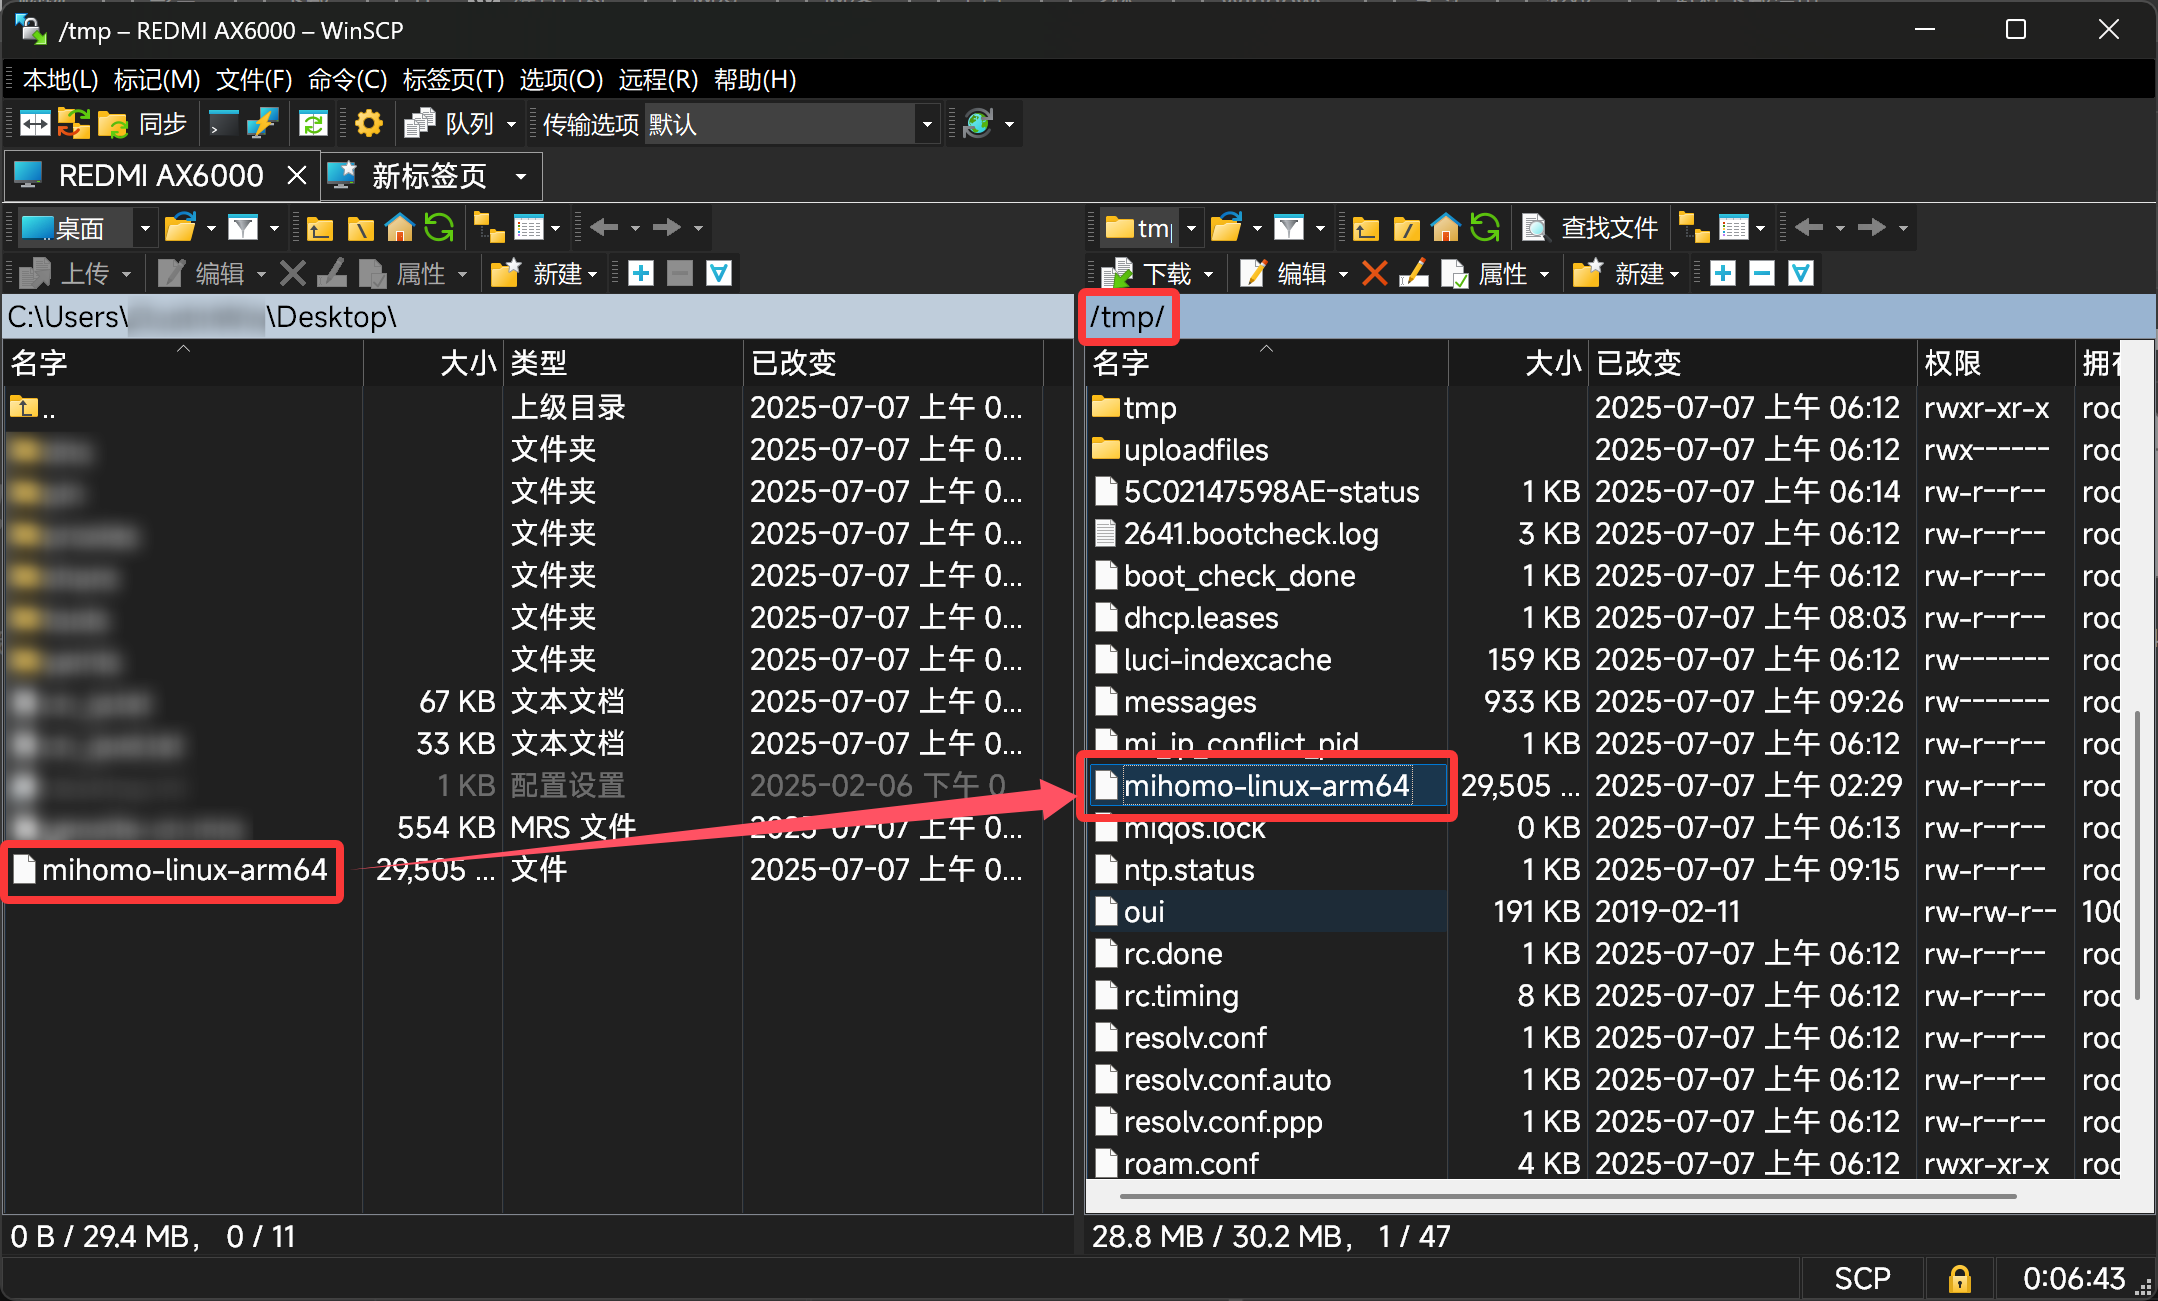 /tmp – REDMI AX6000 – WinSCP
本地(L) 标记(M) 文件(F) 命令(C) 标签页(T) 选项(O) 远程(R) 帮助(H)
同步 队列 传输选项 默认
REDMI AX6000 新标签页
桌面
上传 编辑 属性 新建
C:\Users\ \Desktop\
名字 大小 类型 已改变
.. 上级目录 2025-07-07 上午 0...
文件夹 2025-07-07 上午 0...
文件夹 2025-07-07 上午 0...
文件夹 2025-07-07 上午 0...
文件夹 2025-07-07 上午 0...
文件夹 2025-07-07 上午 0...
文件夹 2025-07-07 上午 0...
67 KB 文本文档 2025-07-07 上午 0...
33 KB 文本文档 2025-07-07 上午 0...
1 KB 配置设置 2025-02-06 下午 0
554 KB MRS 文件 2025-07-07 上午 0...
mihomo-linux-arm64 29,505 ... 文件 2025-07-07 上午 0...
0 B / 29.4 MB, 0 / 11
tmp 查找文件
下载 编辑 属性 新建
/tmp/
名字 大小 已改变 权限 拥有
tmp 2025-07-07 上午 06:12 rwxr-xr-x roo
uploadfiles 2025-07-07 上午 06:12 rwx------ roo
5C02147598AE-status 1 KB 2025-07-07 上午 06:14 rw-r--r-- roo
2641.bootcheck.log 3 KB 2025-07-07 上午 06:12 rw-r--r-- roo
boot_check_done 1 KB 2025-07-07 上午 06:12 rw-r--r-- roo
dhcp.leases 1 KB 2025-07-07 上午 08:03 rw-r--r-- roo
luci-indexcache 159 KB 2025-07-07 上午 06:12 rw------- roo
messages 933 KB 2025-07-07 上午 09:26 rw------- roo
mi_ip_conflict_pid 1 KB 2025-07-07 上午 06:12 rw-r--r-- roo
mihomo-linux-arm64 29,505 ... 2025-07-07 上午 02:29 rw-r--r-- roo
miqos.lock 0 KB 2025-07-07 上午 06:13 rw-r--r-- roo
ntp.status 1 KB 2025-07-07 上午 09:15 rw-r--r-- roo
oui 191 KB 2019-02-11 rw-rw-r-- 100
rc.done 1 KB 2025-07-07 上午 06:12 rw-r--r-- roo
rc.timing 8 KB 2025-07-07 上午 06:12 rw-r--r-- roo
resolv.conf 1 KB 2025-07-07 上午 06:12 rw-r--r-- roo
resolv.conf.auto 1 KB 2025-07-07 上午 06:12 rw-r--r-- roo
resolv.conf.ppp 1 KB 2025-07-07 上午 06:12 rw-r--r-- roo
roam.conf 4 KB 2025-07-07 上午 06:12 rwxr-xr-x roo
28.8 MB / 30.2 MB, 1 / 47
SCP 0:06:43